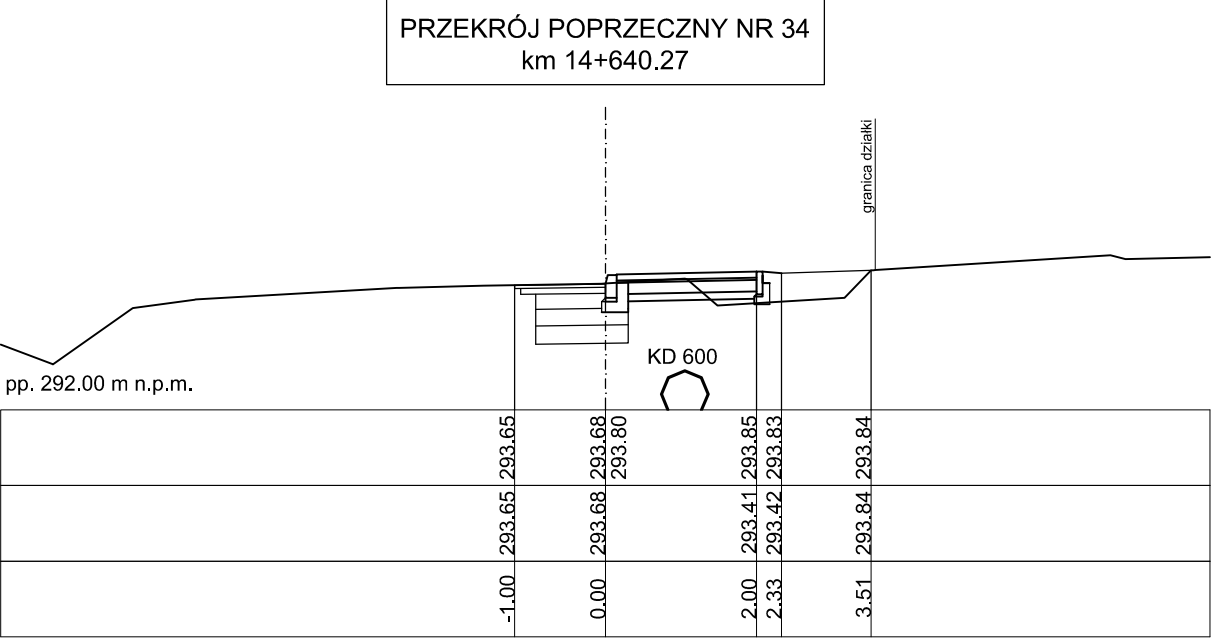 PRZEKRÓJ POPRZECZNY NR 34
km 14+640.27
granica działki
KD 600
pp. 292.00 m n.p.m.
293.65 293.68 293.80 293.85 293.83 293.84
293.65 293.68 293.41 293.42 293.84
-1.00 0.00 2.00 2.33 3.51